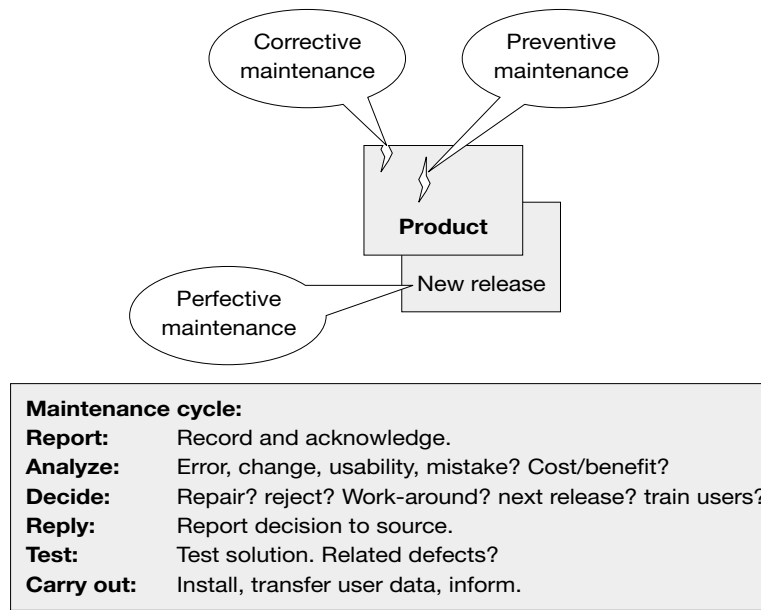 Corrective
maintenance
Preventive
maintenance
Product
New release
Perfective
maintenance
Maintenance cycle:
Report: Record and acknowledge.
Analyze: Error, change, usability, mistake? Cost/benefit?
Decide: Repair? reject? Work-around? next release? train users?
Reply: Report decision to source.
Test: Test solution. Related defects?
Carry out: Install, transfer user data, inform.